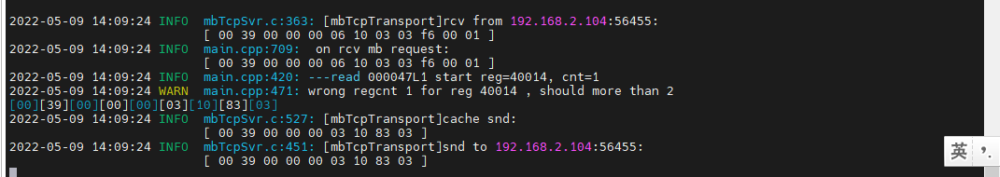 2022-05-09 14:09:24 INFO mbTcpSvr.c:363: [mbTcpTransport]rcv from 192.168.2.104:56455:
[ 00 39 00 00 00 06 10 03 03 f6 00 01 ]
2022-05-09 14:09:24 INFO main.cpp:709: on rcv mb request:
[ 00 39 00 00 00 06 10 03 03 f6 00 01 ]
2022-05-09 14:09:24 INFO main.cpp:420: ---read 000047L1 start reg=40014, cnt=1
2022-05-09 14:09:24 WARN main.cpp:471: wrong regcnt 1 for reg 40014 , should more than 2
[00][39][00][00][00][03][10][83][03]
2022-05-09 14:09:24 INFO mbTcpSvr.c:527: [mbTcpTransport]cache snd:
[ 00 39 00 00 00 03 10 83 03 ]
2022-05-09 14:09:24 INFO mbTcpSvr.c:451: [mbTcpTransport]snd to 192.168.2.104:56455:
[ 00 39 00 00 00 03 10 83 03 ]
英 ’,